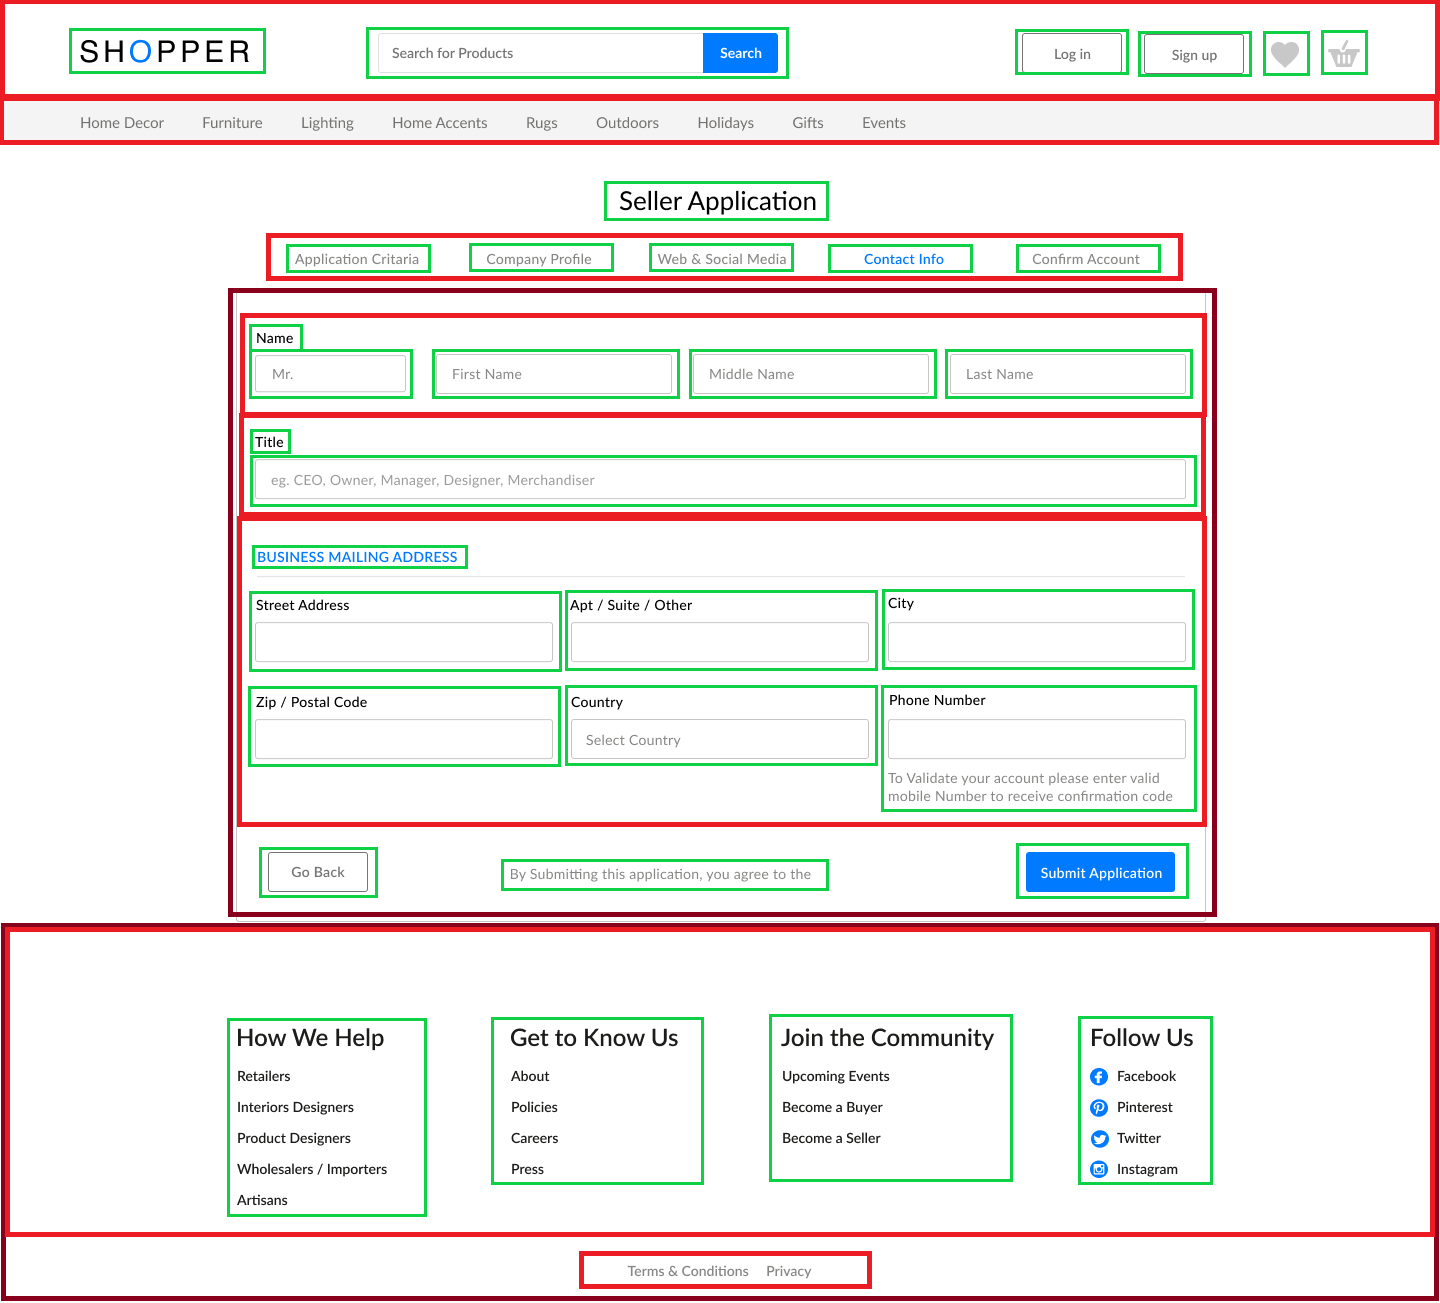 SHOPPER
Search for Products
Search
Log in
Sign up
Home Decor Furniture Lighting Home Accents Rugs Outdoors Holidays Gifts Events
Seller Application
Application Critaria Company Profile Web & Social Media Contact Info Confirm Account
Name
Mr. First Name Middle Name Last Name
Title
eg. CEO, Owner, Manager, Designer, Merchandiser
BUSINESS MAILING ADDRESS
Street Address Apt / Suite / Other City
Zip / Postal Code Country Phone Number
Select Country
To Validate your account please enter valid
mobile Number to receive confirmation code
Go Back By Submitting this application, you agree to the Submit Application
How We Help
Retailers
Interiors Designers
Product Designers
Wholesalers / Importers
Artisans
Get to Know Us
About
Policies
Careers
Press
Join the Community
Upcoming Events
Become a Buyer
Become a Seller
Follow Us
Facebook
Pinterest
Twitter
Instagram
Terms & Conditions Privacy